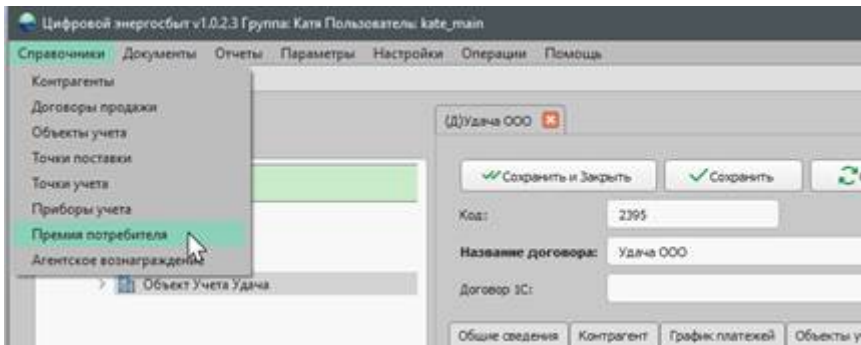 Цифровой энергосбыт v1.0.2.3 Группа: Катя Пользователь: kate_main
Справочники Документы Отчеты Параметры Настройки Операции Помощь
Контрагенты
Договоры продажи
Объекты учета
Точки поставки
Точки учета
Приборы учета
Премия потребителя
Агентское вознаграждение
Объект Учета Удача
(Д)Удача ООО
Сохранить и Закрыть Сохранить
Код: 2395
Название договора: Удача ООО
Договор 1С:
Общие сведения Контрагент График платежей Объекты у